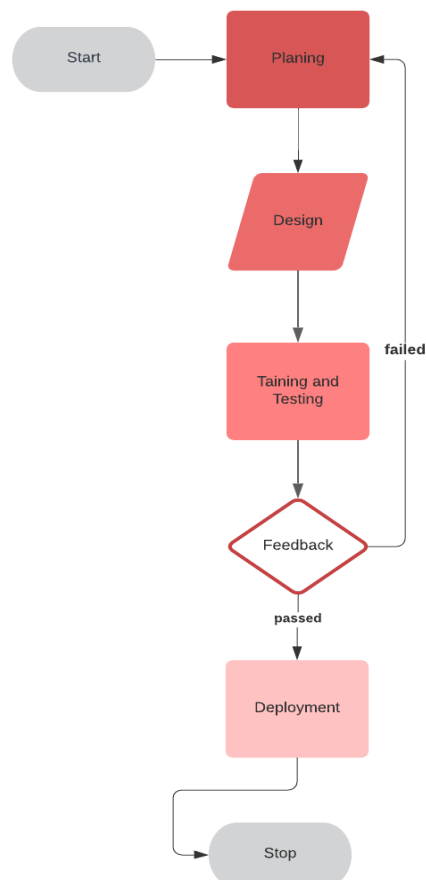 Start
Planing
Design
failed
Taining and
Testing
Feedback
passed
Deployment
Stop